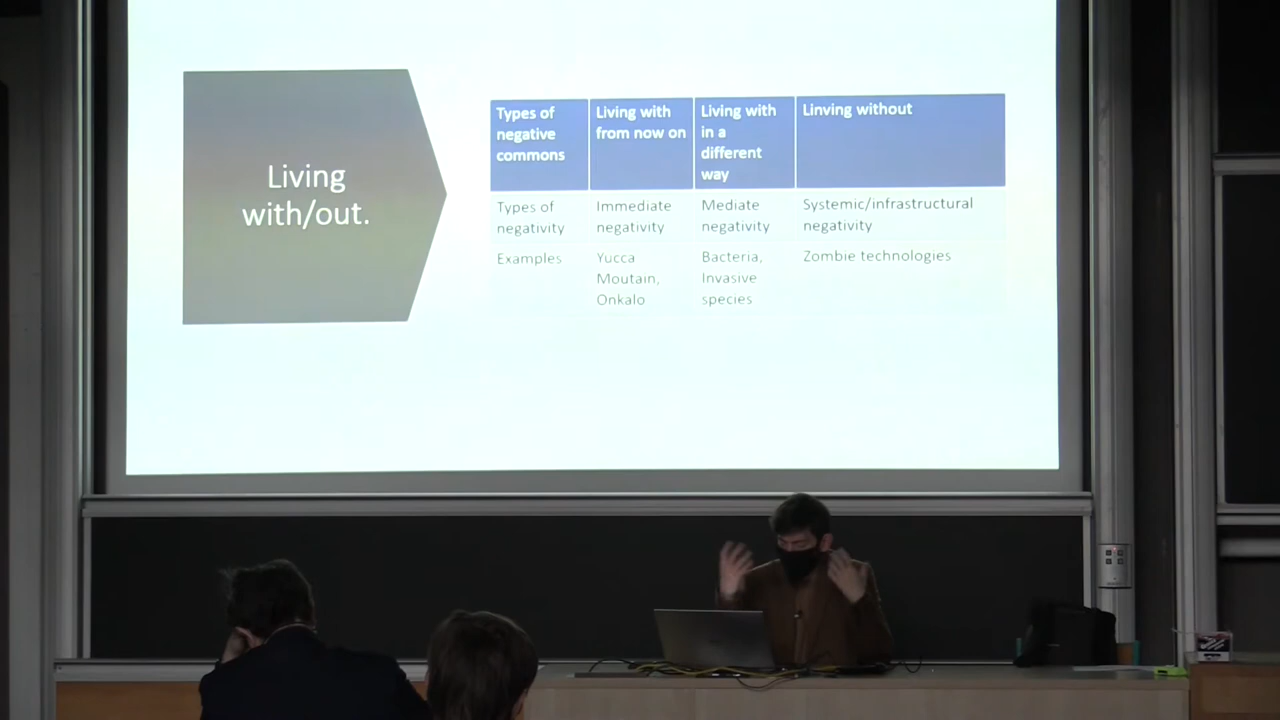 Living
with/out.
Types of
negative
commons
Living with
from now on
Living with
in a
different
way
Linving without
Types of
negativity
Immediate
negativity
Mediate
negativity
Systemic/infrastructural
negativity
Examples
Yucca
Moutain,
Onkalo
Bacteria,
Invasive
species
Zombie technologies